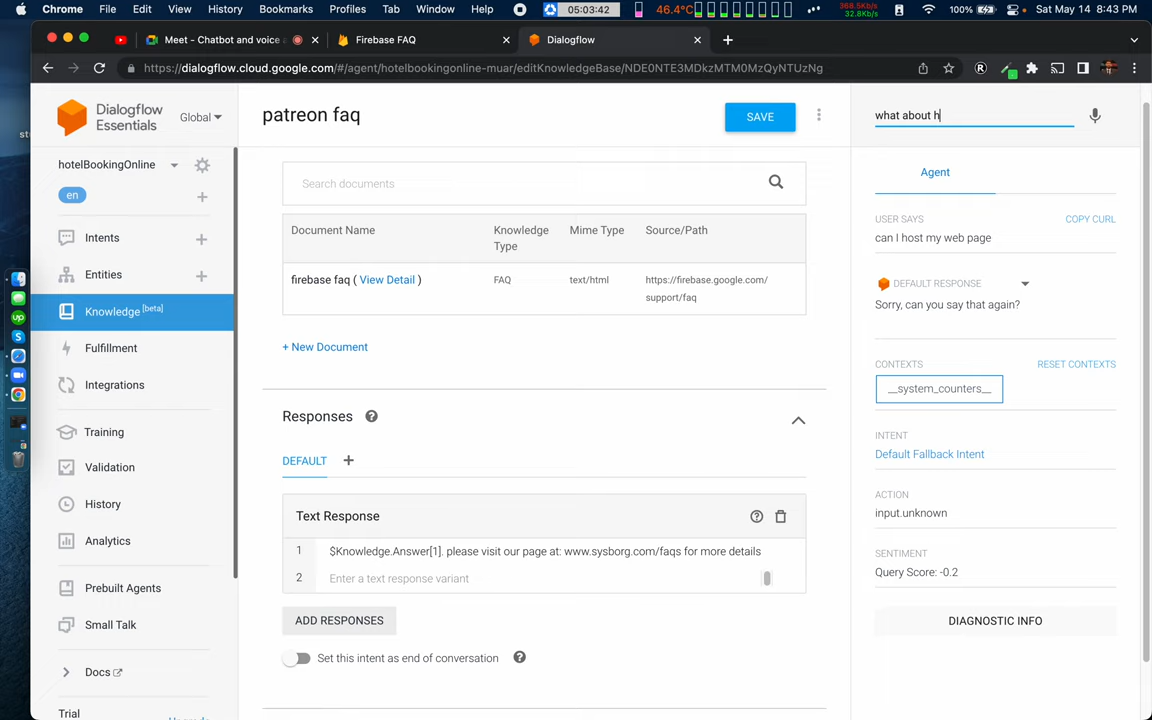 Chrome File Edit View History Bookmarks Profiles Tab Window Help 05:03:42 46.4°C 368.5Kb/s 32.8Kb/s 100% Sat May 14 8:43 PM
Meet - Chatbot and voice a
Firebase FAQ
Dialogflow
https://dialogflow.cloud.google.com/#/agent/hotelbookingonline-muar/editKnowledgeBase/NDE0NTE3MDkzMTM0MzQyNTUzNg
Dialogflow
Essentials
Global
hotelBookingOnline
en
Intents
Entities
Knowledge [beta]
Fulfillment
Integrations
Training
Validation
History
Analytics
Prebuilt Agents
Small Talk
Docs
Trial
patreon faq
SAVE
Search documents
Document Name
Knowledge Type
Mime Type
Source/Path
firebase faq ( View Detail )
FAQ
text/html
https://firebase.google.com/
support/faq
+ New Document
Responses
DEFAULT
Text Response
1 $Knowledge.Answer[1]. please visit our page at: www.sysborg.com/faqs for more details
2 Enter a text response variant
ADD RESPONSES
Set this intent as end of conversation
what about h
Agent
USER SAYS
COPY CURL
can I host my web page
DEFAULT RESPONSE
Sorry, can you say that again?
CONTEXTS
RESET CONTEXTS
__system_counters__
INTENT
Default Fallback Intent
ACTION
input.unknown
SENTIMENT
Query Score: -0.2
DIAGNOSTIC INFO